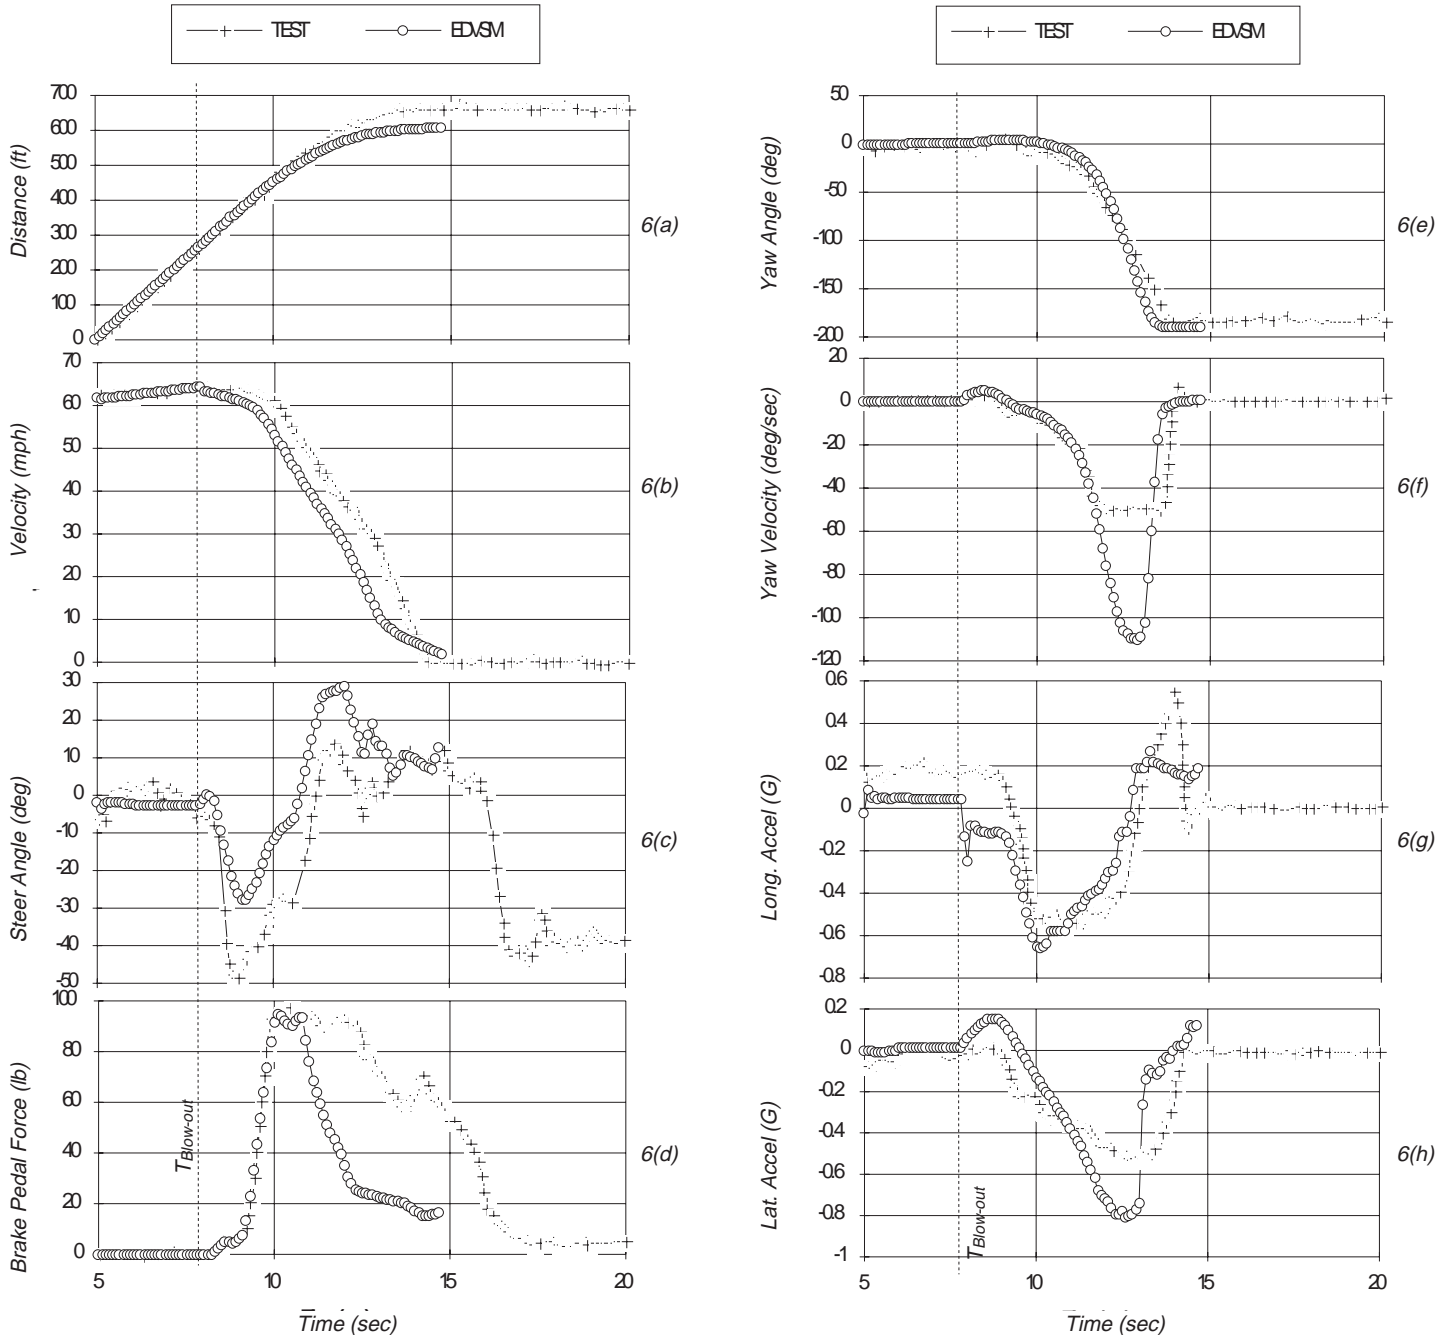 TEST EDVSM
TEST EDVSM
700
600
500
400
300
200
100
0
Distance (ft)
6(a)
70
60
50
40
30
20
10
0
Velocity (mph)
6(b)
30
20
10
0
-10
-20
-30
-40
-50
Steer Angle (deg)
6(c)
100
80
60
40
20
0
Brake Pedal Force (lb)
TBlow-out
6(d)
5 10 15 20
Time (sec)
50
0
-50
-100
-150
-200
Yaw Angle (deg)
6(e)
20
0
-20
-40
-60
-80
-100
-120
Yaw Velocity (deg/sec)
6(f)
0.6
0.4
0.2
0
-0.2
-0.4
-0.6
-0.8
Long. Accel (G)
6(g)
0.2
0
-0.2
-0.4
-0.6
-0.8
-1
Lat. Accel (G)
TBlow-out
6(h)
5 10 15 20
Time (sec)